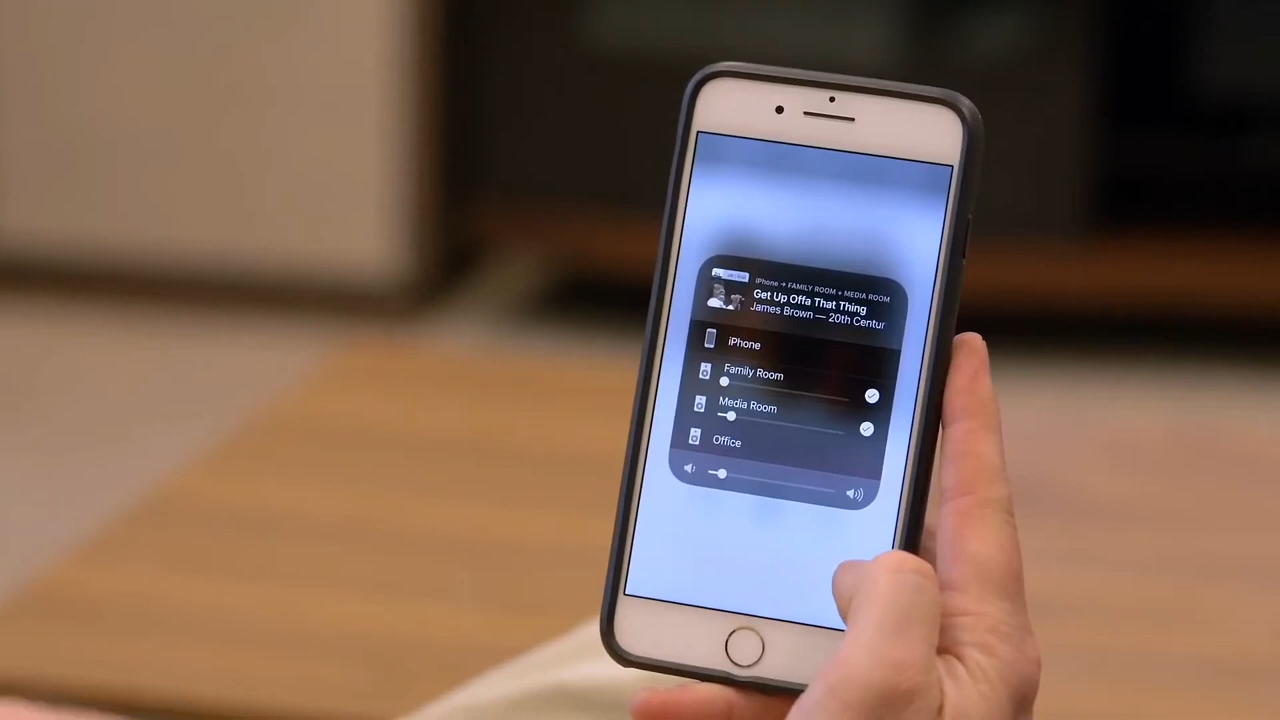 iPhone → FAMILY ROOM + MEDIA ROOM
Get Up Offa That Thing
James Brown — 20th Centur
iPhone
Family Room
Media Room
Office